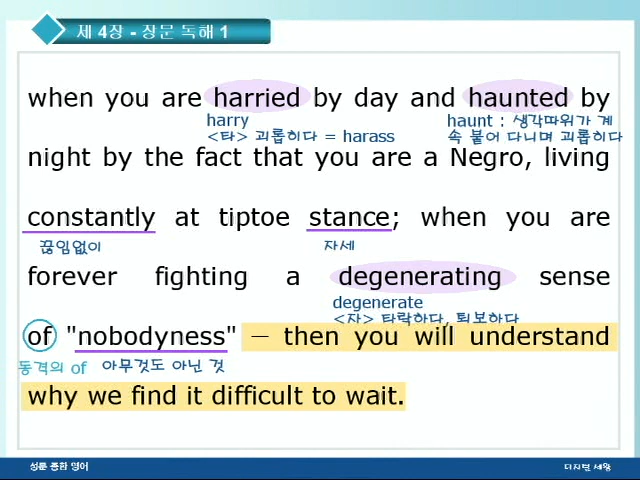 제 4장 - 장문 독해 1
when you are harried by day and haunted by
harry
<타> 괴롭히다 = harass
haunt : 생각따위가 계
속 붙어 다니며 괴롭히다
night by the fact that you are a Negro, living
constantly at tiptoe stance; when you are
끊임없이
자세
forever fighting a degenerating sense
degenerate
<자> 타락하다, 퇴보하다
of "nobodyness" – then you will understand
동격의 of
아무것도 아닌 것
why we find it difficult to wait.
성문 종합 영어
디지털 세움